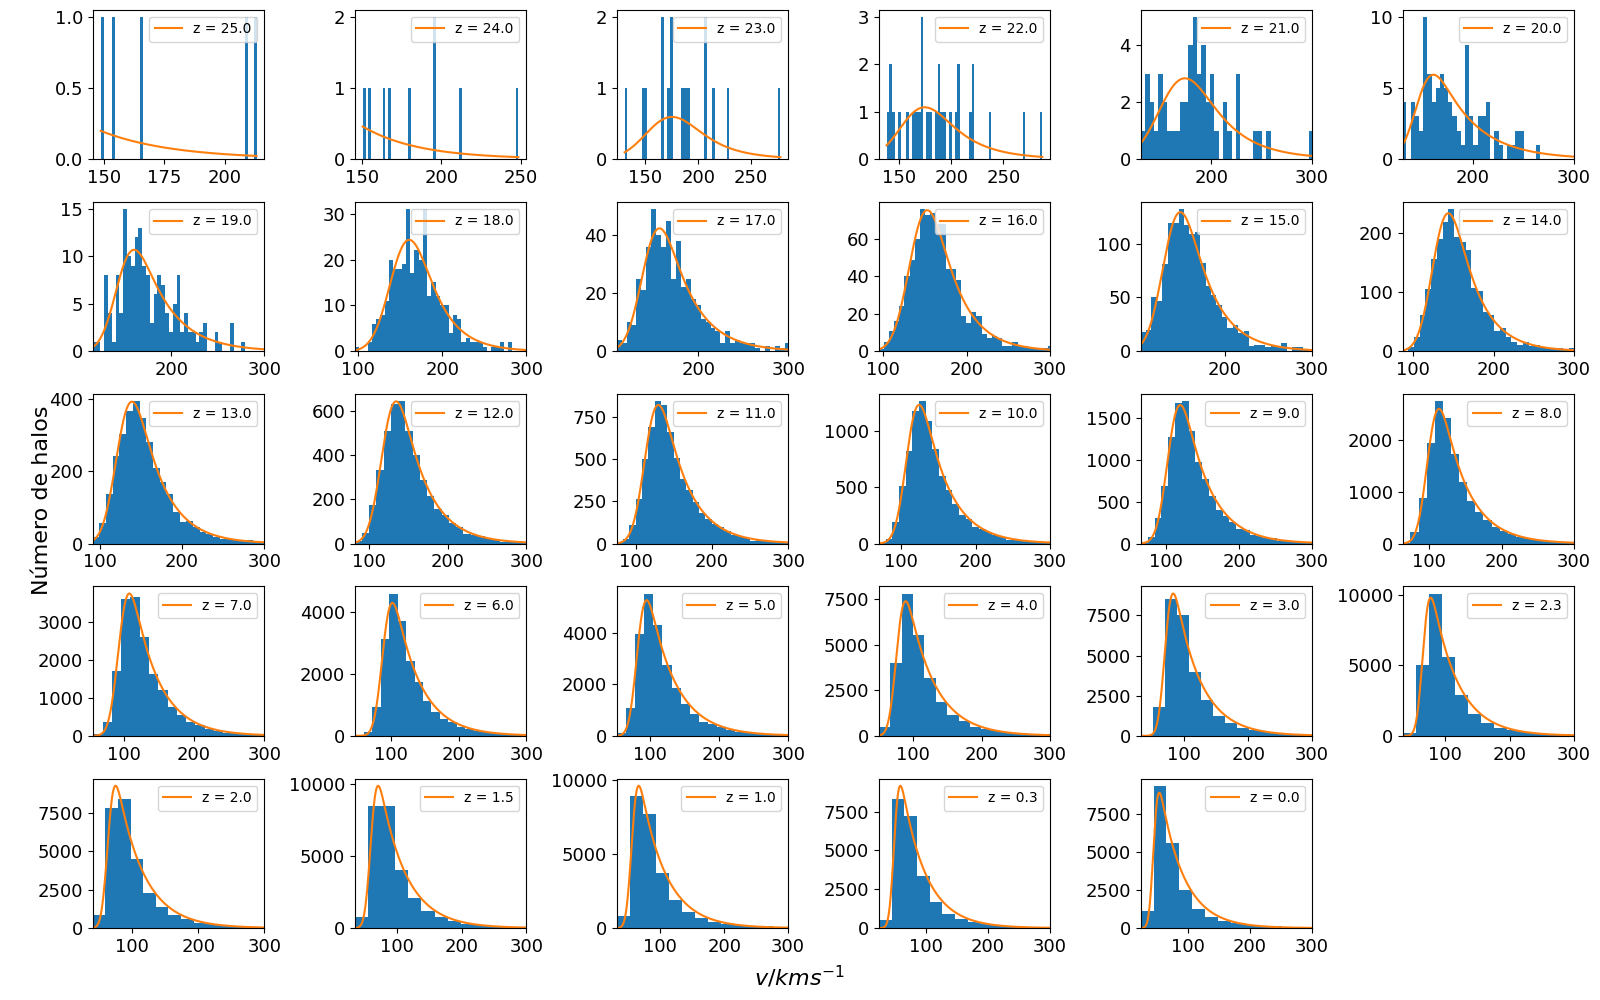 z = 25.0
1.0
0.5
0.0
150 175 200
z = 24.0
2
1
0
150 200 250
z = 23.0
2
1
0
150 200 250
z = 22.0
3
2
1
0
150 200 250
z = 21.0
4
2
0
200 300
z = 20.0
10
5
0
200 300
z = 19.0
15
10
5
0
200 300
z = 18.0
30
20
10
0
100 200 300
z = 17.0
40
20
0
200 300
z = 16.0
60
40
20
0
100 200 300
z = 15.0
100
50
0
200 300
z = 14.0
200
100
0
100 200 300
Número de halos
z = 13.0
400
200
0
100 200 300
z = 12.0
600
400
200
0
100 200 300
z = 11.0
750
500
250
0
100 200 300
z = 10.0
1000
500
0
100 200 300
z = 9.0
1500
1000
500
0
100 200 300
z = 8.0
2000
1000
0
100 200 300
z = 7.0
3000
2000
1000
0
100 200 300
z = 6.0
4000
2000
0
100 200 300
z = 5.0
4000
2000
0
100 200 300
z = 4.0
7500
5000
2500
0
100 200 300
z = 3.0
7500
5000
2500
0
100 200 300
z = 2.3
10000
5000
0
100 200 300
z = 2.0
7500
5000
2500
0
100 200 300
z = 1.5
10000
5000
0
100 200 300
z = 1.0
10000
5000
0
100 200 300
z = 0.3
7500
5000
2500
0
100 200 300
z = 0.0
7500
5000
2500
0
100 200 300
v/kms⁻¹